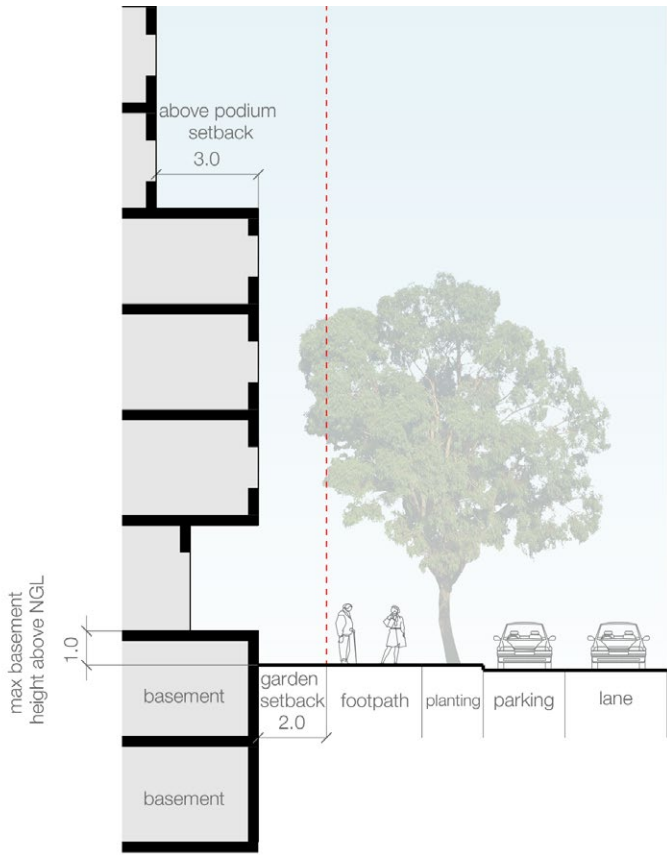 above podium
setback
3.0
max basement
height above NGL
1.0
basement
garden
setback
2.0
footpath
planting
parking
lane
basement